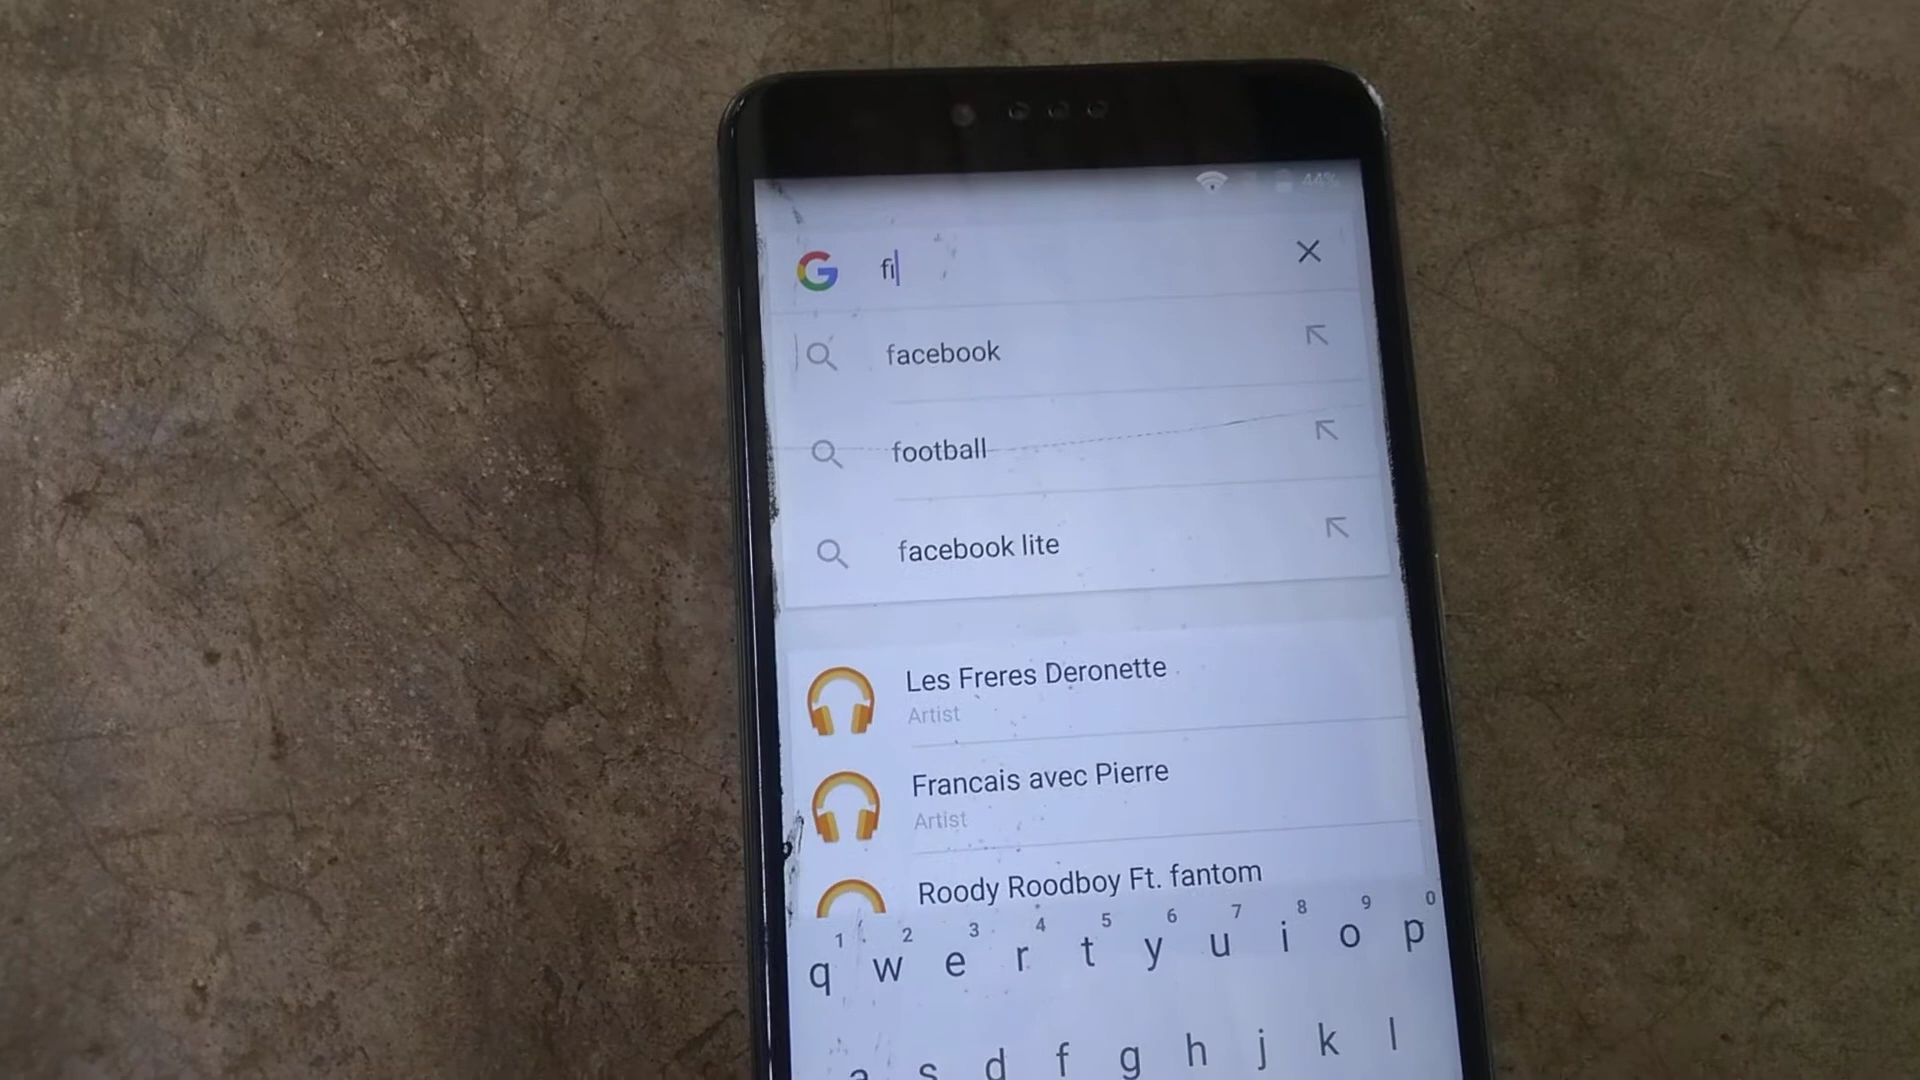 44%
fi
facebook
football
facebook lite
Les Freres Deronette
Artist
Francais avec Pierre
Artist
Roody Roodboy Ft. fantom
1 2 3 4 5 6 7 8 9 0
q w e r t y u i o p
a s d f g h j k l